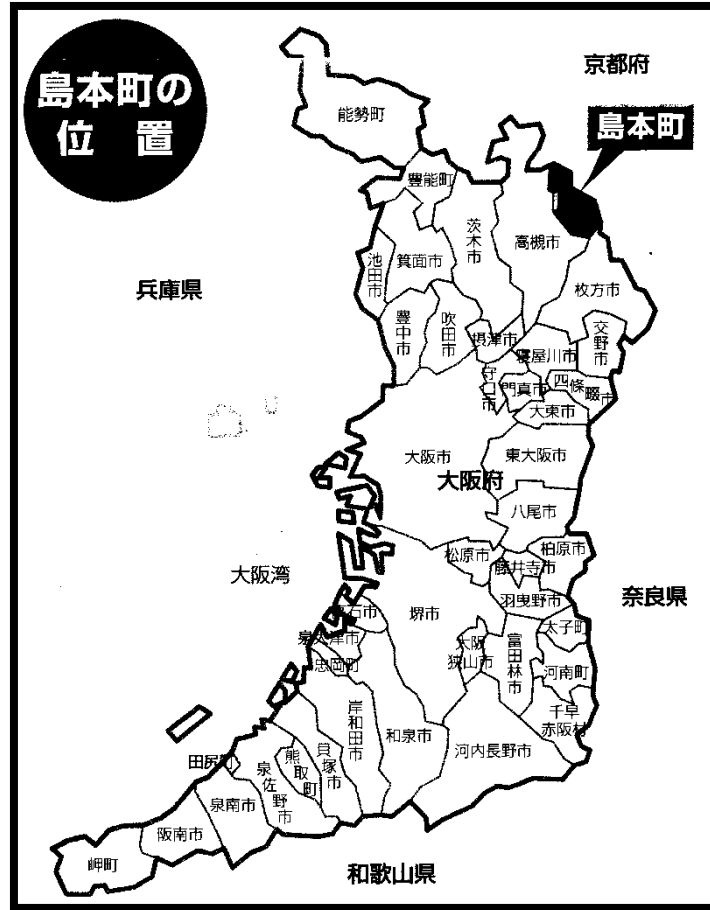 島本町の
位置
京都府
島本町
能勢町
豊能町
茨木市
高槻市
池田市
箕面市
兵庫県
枚方市
豊中市
吹田市
摂津市
交野市
寝屋川市
守口市
門真市
四條畷市
大東市
大阪市
東大阪市
大阪府
八尾市
松原市
柏原市
藤井寺市
大阪湾
羽曳野市
奈良県
石市
堺市
太子町
泉大津市
大阪狭山市
富田林市
忠岡町
河南町
岸和田市
和泉市
千早
赤阪村
河内長野市
田尻町
貝塚市
熊取町
泉佐野市
泉南市
阪南市
岬町
和歌山県